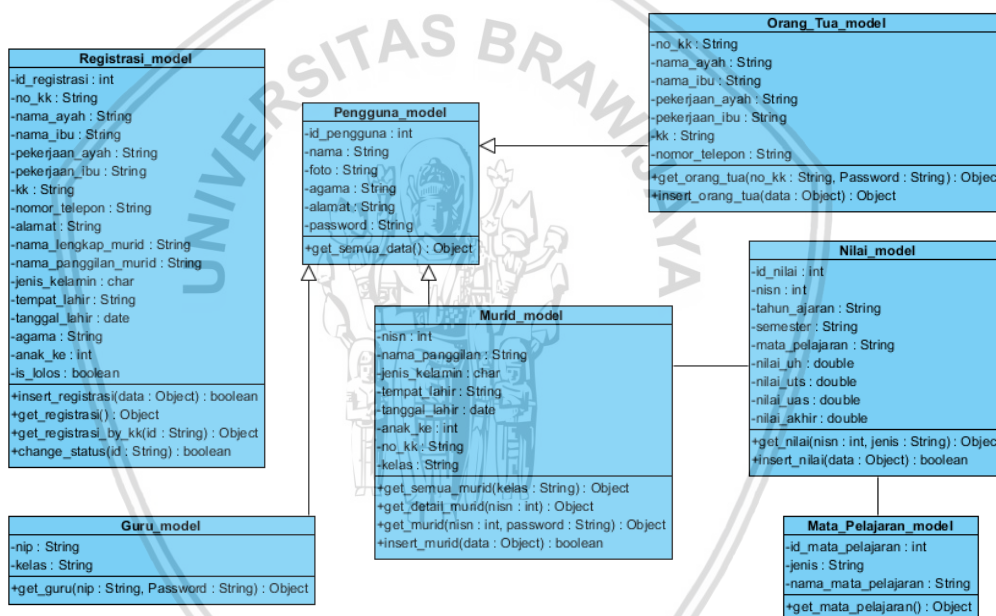 UNIVERSITAS BRAWIJAYA
Registrasi_model
-id_registrasi : int
-no_kk : String
-nama_ayah : String
-nama_ibu : String
-pekerjaan_ayah : String
-pekerjaan_ibu : String
-kk : String
-nomor_telepon : String
-alamat : String
-nama_lengkap_murid : String
-nama_panggilan_murid : String
-jenis_kelamin : char
-tempat_lahir : String
-tanggal_lahir : date
-agama : String
-anak_ke : int
-is_lolos : boolean
+insert_registrasi(data : Object) : boolean
+get_registrasi() : Object
+get_registrasi_by_kk(id : String) : Object
+change_status(id : String) : boolean
Pengguna_model
-id_pengguna : int
-nama : String
-foto : String
-agama : String
-alamat : String
-password : String
+get_semua_data() : Object
Orang_Tua_model
-no_kk : String
-nama_ayah : String
-nama_ibu : String
-pekerjaan_ayah : String
-pekerjaan_ibu : String
-kk : String
-nomor_telepon : String
+get_orang_tua(no_kk : String, Password : String) : Objec
+insert_orang_tua(data : Object) : Object
Murid_model
-nisn : int
-nama_panggilan : String
-jenis_kelamin : char
-tempat_lahir : String
-tanggal_lahir : date
-anak_ke : int
-no_kk : String
-kelas : String
+get_semua_murid(kelas : String) : Object
+get_detail_murid(nisn : int) : Object
+get_murid(nisn : int, password : String) : Object
+insert_murid(data : Object) : boolean
Nilai_model
-id_nilai : int
-nisn : int
-tahun_ajaran : String
-semester : String
-mata_pelajaran : String
-nilai_uh : double
-nilai_uts : double
-nilai_uas : double
-nilai_akhir : double
+get_nilai(nisn : int, jenis : String) : Objec
+insert_nilai(data : Object) : boolean
Guru_model
-nip : String
-kelas : String
+get_guru(nip : String, Password : String) : Object
Mata_Pelajaran_model
-id_mata_pelajaran : int
-jenis : String
-nama_mata_pelajaran : String
+get_mata_pelajaran() : Object